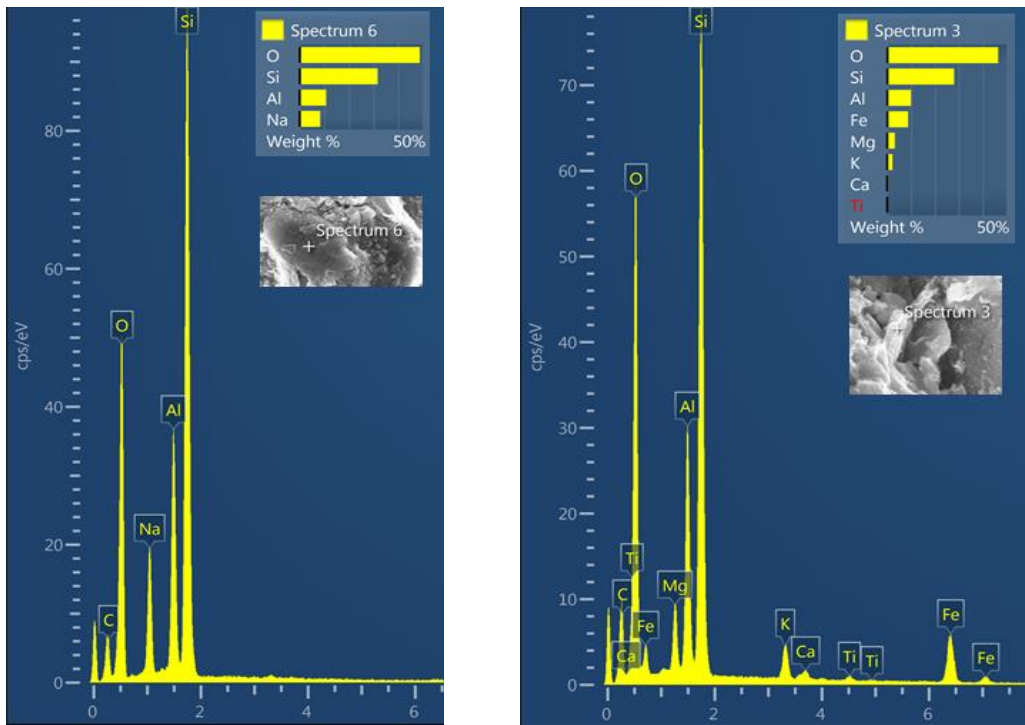 Si
Spectrum 6
O
Si
Al
Na
Weight % 50%
80
Spectrum 6
60
cps/eV
O
40
Al
Na
20
C
0
0 2 4 6
Si
Spectrum 3
O
Si
Al
Fe
Mg
K
Ca
Ti
Weight % 50%
70
60
O
Spectrum 3
50
cps/eV
40
Al
30
20
Ti
Mg
C
10
Fe
K
Fe
Ca
Ca
Ti
Ti
Fe
0
0 2 4 6